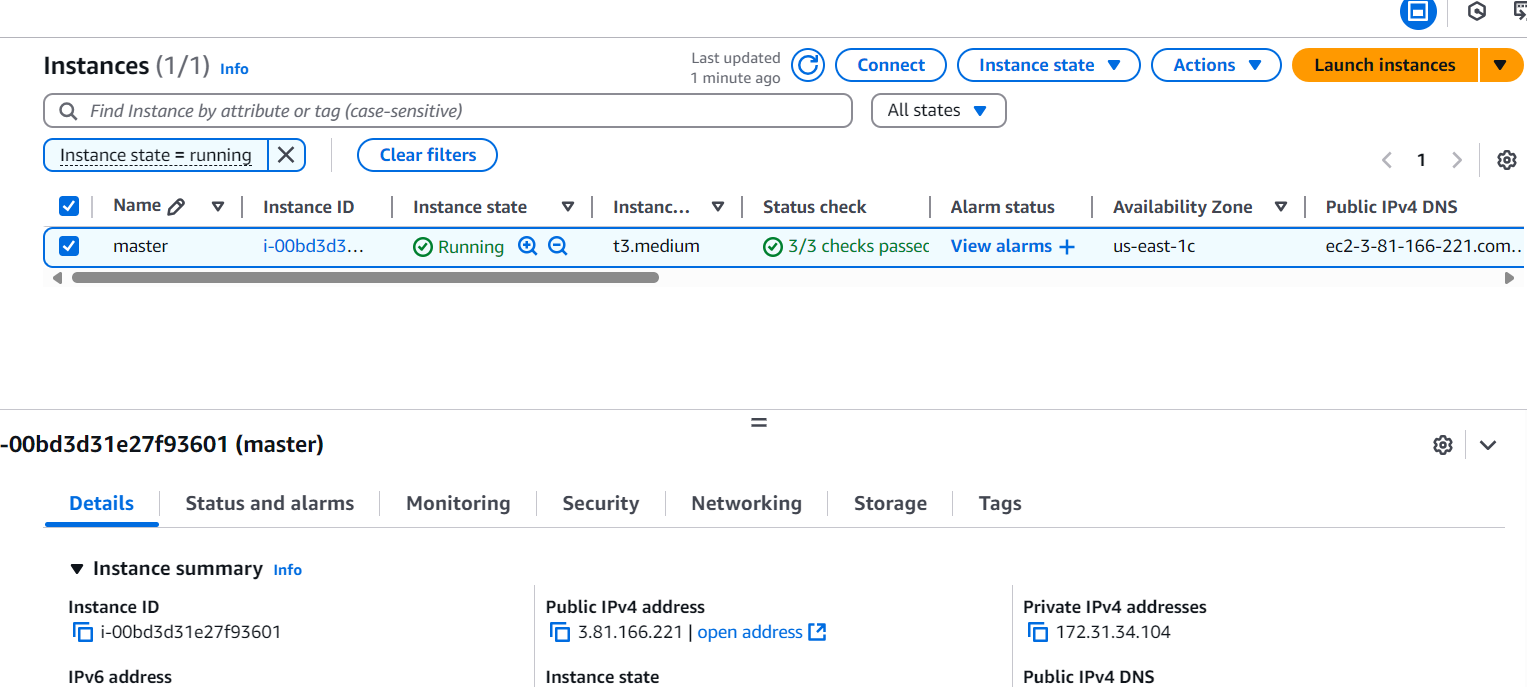 Instances (1/1) Info
Last updated
1 minute ago
Connect
Instance state
Actions
Launch instances
Find Instance by attribute or tag (case-sensitive)
All states
Instance state = running
Clear filters
1
Name Instance ID Instance state Instanc... Status check Alarm status Availability Zone Public IPv4 DNS
master i-00bd3d3... Running t3.medium 3/3 checks passec View alarms + us-east-1c ec2-3-81-166-221.com...
-00bd3d31e27f93601 (master)
Details Status and alarms Monitoring Security Networking Storage Tags
Instance summary Info
Instance ID
i-00bd3d31e27f93601
Public IPv4 address
3.81.166.221 | open address
Private IPv4 addresses
172.31.34.104
IPv6 address
Instance state
Public IPv4 DNS